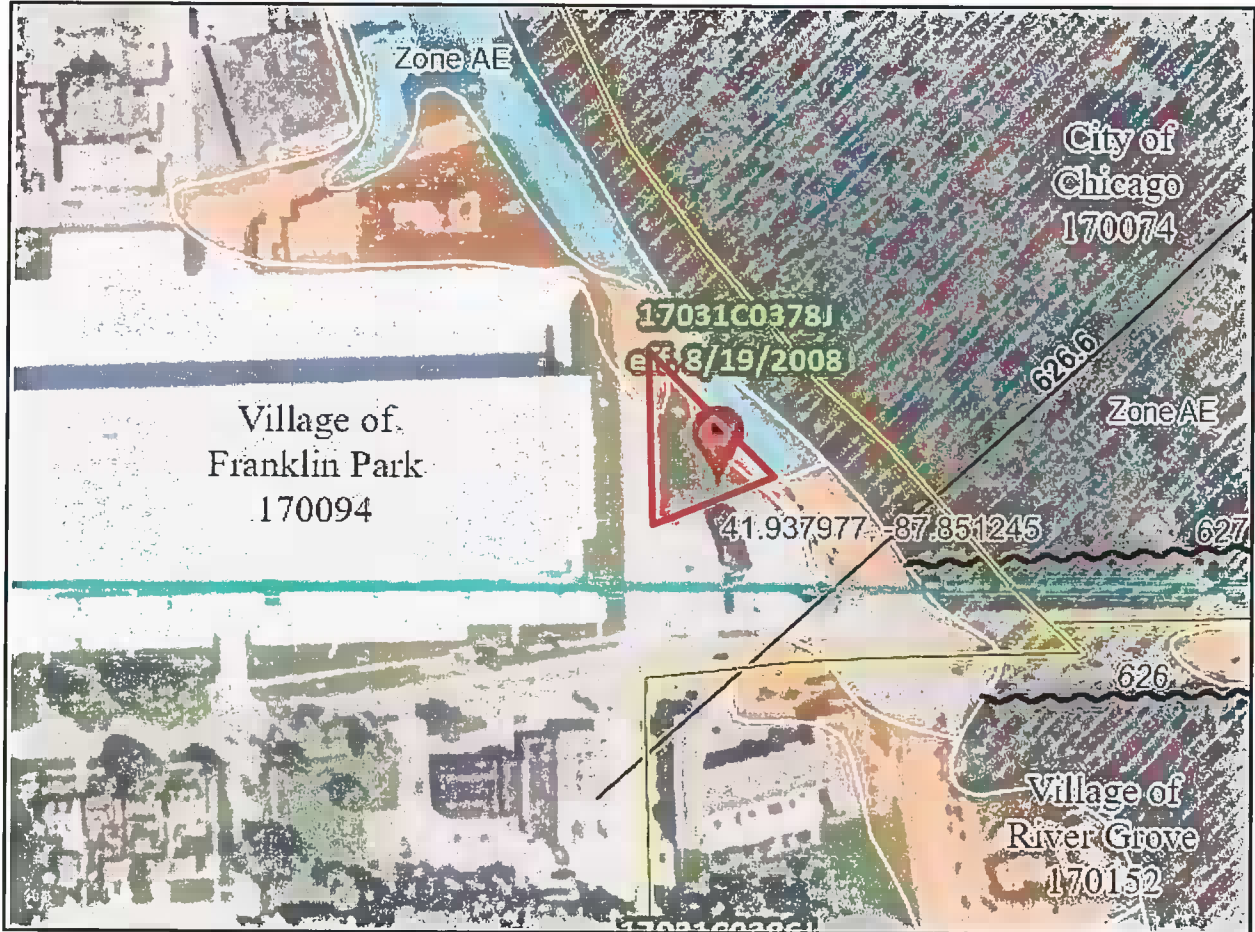 Zone AE
City of
Chicago
170074
17031C0378J
eff. 8/19/2008
626.6
Zone AE
Village of
Franklin Park
170094
41.937977, -87.851245
627
626
Village of
River Grove
170152